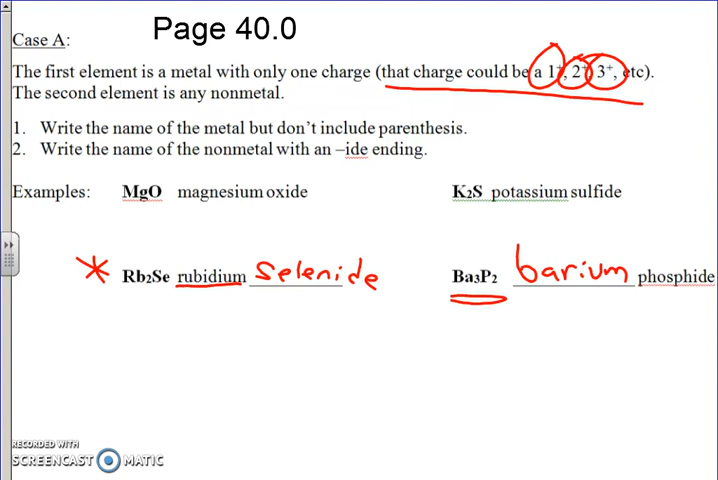 Page 40.0
Case A:
The first element is a metal with only one charge (that charge could be a 1⁺, 2⁺, 3⁺, etc).
The second element is any nonmetal.
1. Write the name of the metal but don't include parenthesis.
2. Write the name of the nonmetal with an –ide ending.
Examples: MgO magnesium oxide K₂S potassium sulfide
* Rb₂Se rubidium selenide Ba₃P₂ barium phosphide
RECORDED WITH
SCREENCAST MATIC